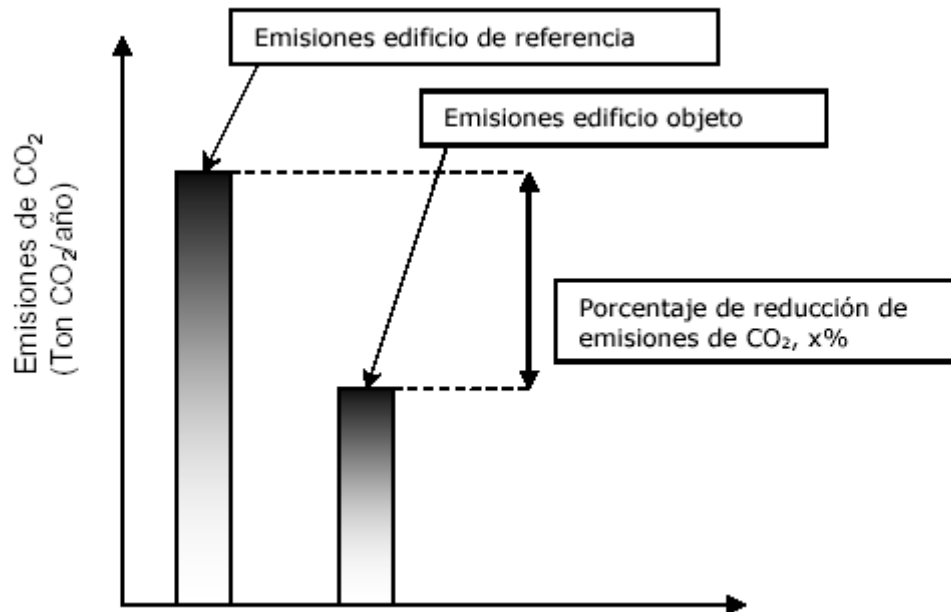 Emisiones edificio de referencia
Emisiones edificio objeto
Emisiones de CO₂
(Ton CO₂/año)
Porcentaje de reducción de
emisiones de CO₂, x%